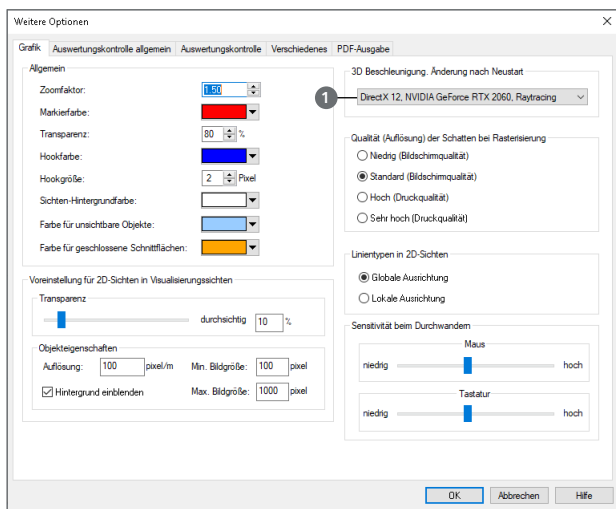 Weitere Optionen
Grafik Auswertungskontrolle allgemein Auswertungskontrolle Verschiedenes PDF-Ausgabe
Allgemein
Zoomfaktor: 1.50
Markierfarbe:
Transparenz: 80 %
Hookfarbe:
Hookgröße: 2 Pixel
Sichten-Hintergrundfarbe:
Farbe für unsichtbare Objekte:
Farbe für geschlossene Schnittflächen:
Voreinstellung für 2D-Sichten in Visualisierungssichten
Transparenz
durchsichtig 10 %
Objekteigenschaften
Auflösung: 100 pixel/m Min. Bildgröße: 100 pixel
Hintergrund einblenden Max. Bildgröße: 1000 pixel
3D Beschleunigung. Änderung nach Neustart
1 DirectX 12, NVIDIA GeForce RTX 2060, Raytracing
Qualität (Auflösung) der Schatten bei Rasterisierung
Niedrig (Bildschirmqualität)
Standard (Bildschirmqualität)
Hoch (Druckqualität)
Sehr hoch (Druckqualität)
Linientypen in 2D-Sichten
Globale Ausrichtung
Lokale Ausrichtung
Sensitivität beim Durchwandern
Maus
niedrig hoch
Tastatur
niedrig hoch
OK Abbrechen Hilfe